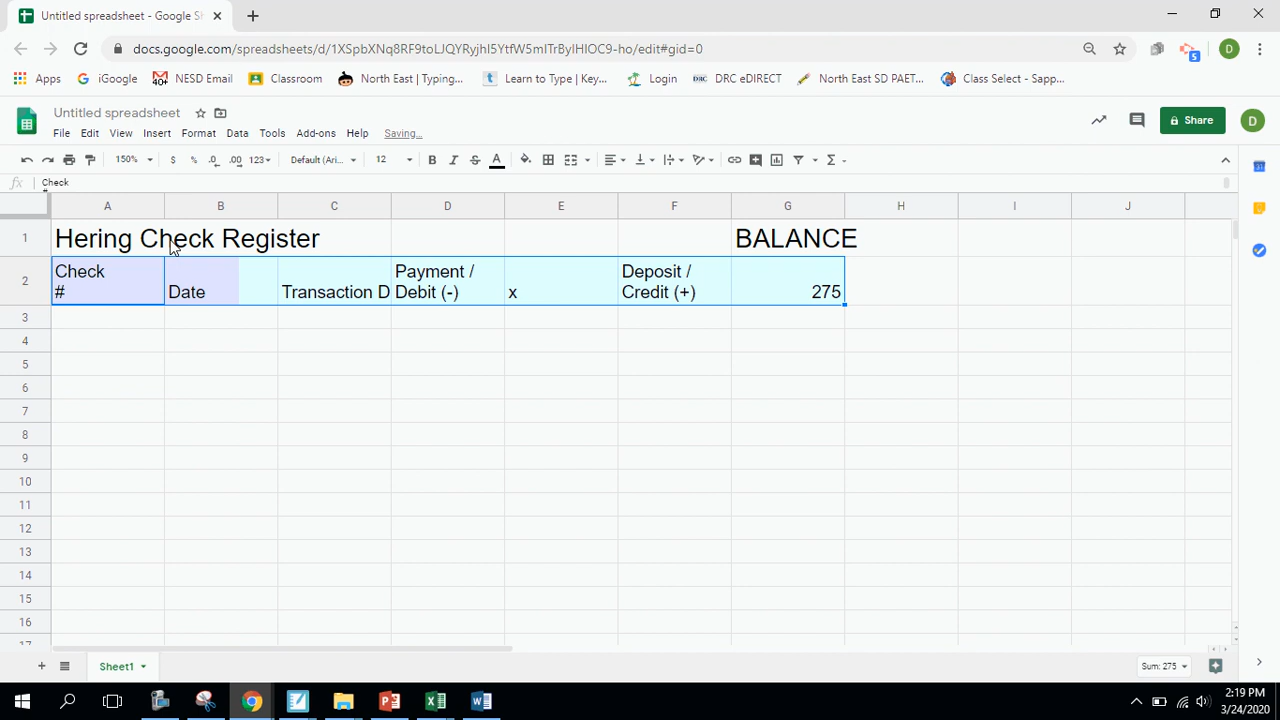 Untitled spreadsheet - Google Sh
docs.google.com/spreadsheets/d/1XSpbXNq8RF9toLJQYRyjhI5YtfW5mITrByIHIOC9-ho/edit#gid=0
Apps
iGoogle
40+
NESD Email
Classroom
North East | Typing...
t
Learn to Type | Key...
Login
DRC
DRC eDIRECT
North East SD PAET...
Class Select - Sapp...
S
D
Untitled spreadsheet
File Edit View Insert Format Data Tools Add-ons Help Saving...
Share
D
150% $ % .0 .00 123 Default (Ari... 12 B I S A Σ
fx Check
A B C D E F G H I J
1 Hering Check Register BALANCE
2 Check # Date Transaction D Payment / Debit (-) x Deposit / Credit (+) 275
3
4
5
6
7
8
9
10
11
12
13
14
15
16
17
+ Sheet1 Sum: 275
2:19 PM
3/24/2020